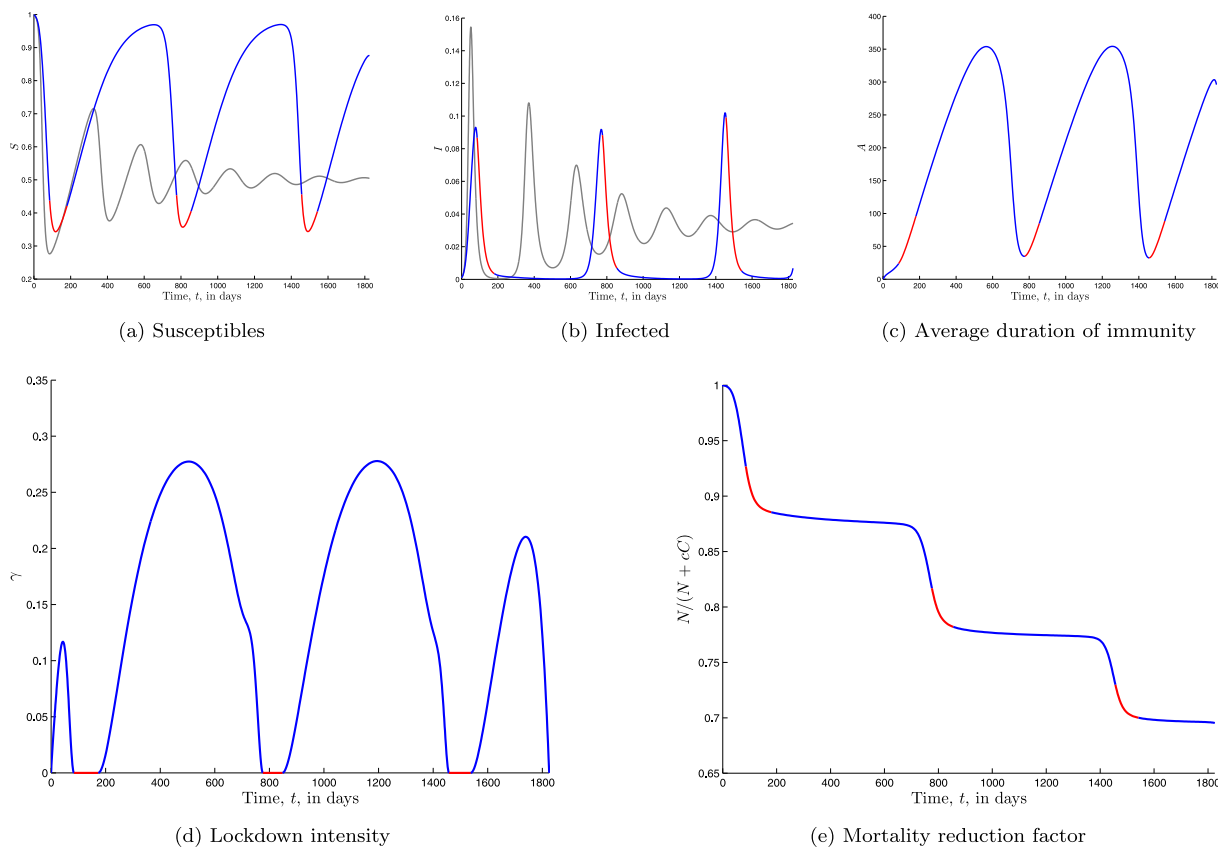 1
0.9
0.8
0.7
0.6
0.5
0.4
0.3
0.2
S
0 200 400 600 800 1000 1200 1400 1600 1800
Time, t, in days
(a) Susceptibles
0.16
0.14
0.12
0.1
0.08
0.06
0.04
0.02
0
I
0 200 400 600 800 1000 1200 1400 1600 1800
Time, t, in days
(b) Infected
400
350
300
250
200
150
100
50
0
A
0 200 400 600 800 1000 1200 1400 1600 1800
Time, t, in days
(c) Average duration of immunity
0.35
0.3
0.25
0.2
0.15
0.1
0.05
0
γ
0 200 400 600 800 1000 1200 1400 1600 1800
Time, t, in days
(d) Lockdown intensity
1
0.95
0.9
0.85
0.8
0.75
0.7
0.65
N/(N + cC)
0 200 400 600 800 1000 1200 1400 1600 1800
Time, t, in days
(e) Mortality reduction factor